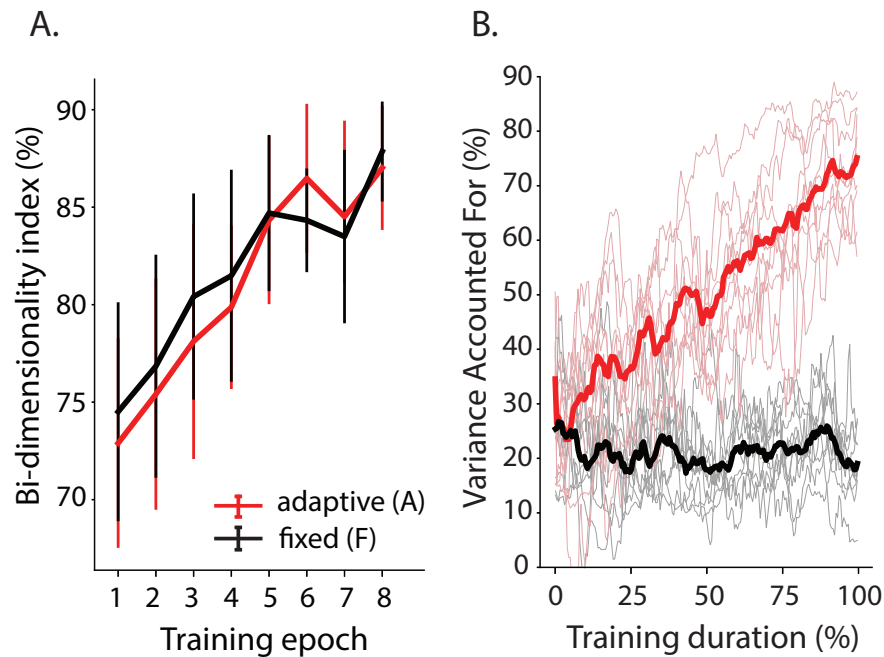 A.
Bi-dimensionality index (%)
90
85
80
75
70
adaptive (A)
fixed (F)
1 2 3 4 5 6 7 8
Training epoch
B.
Variance Accounted For (%)
90
80
70
60
50
40
30
20
10
0
0 25 50 75 100
Training duration (%)